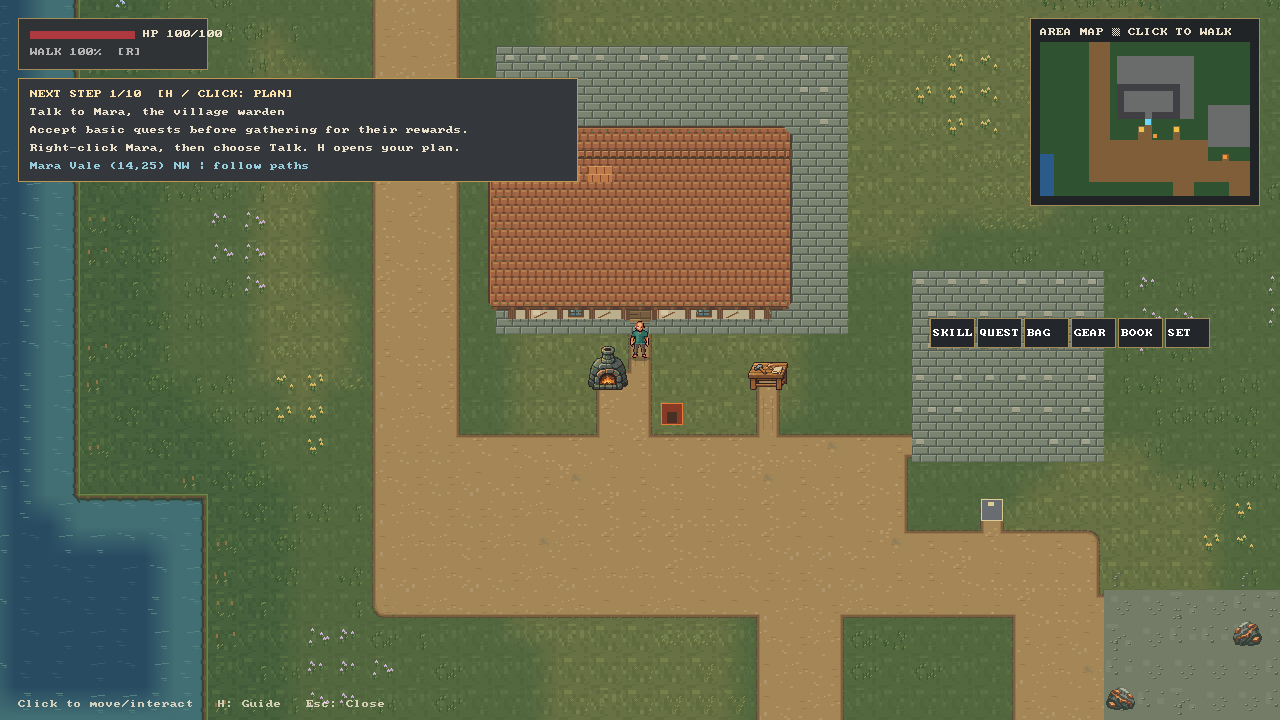 HP 100/100
WALK 100% [R]
NEXT STEP 1/10 [H / CLICK: PLAN]
Talk to Mara, the village warden
Accept basic quests before gathering for their rewards.
Right-click Mara, then choose Talk. H opens your plan.
Mara Vale (14,25) NW ¦ follow paths
AREA MAP ▒ CLICK TO WALK
SKILL QUEST BAG GEAR BOOK SET
Click to move/interact H: Guide Esc: Close